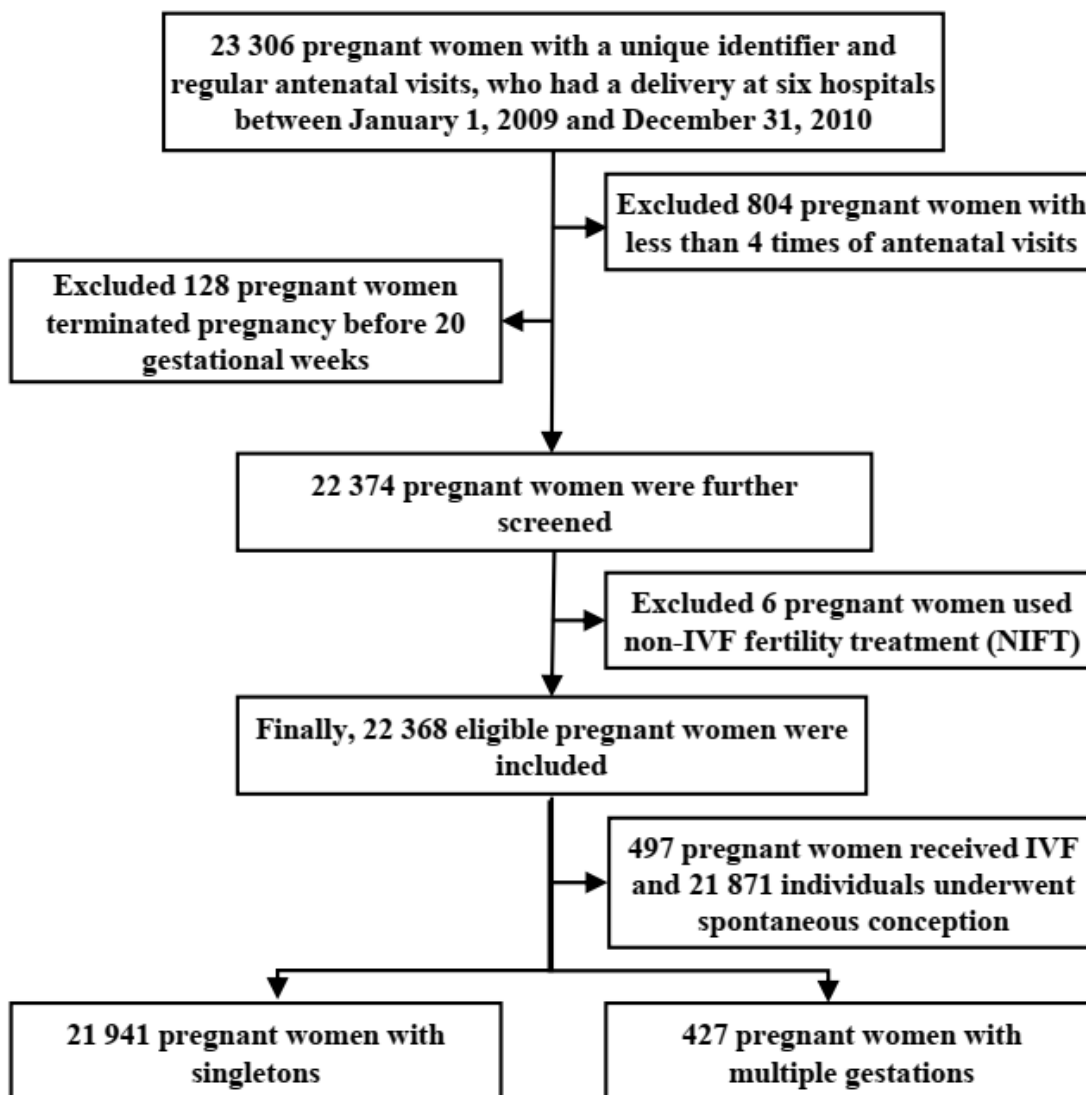 23 306 pregnant women with a unique identifier and
regular antenatal visits, who had a delivery at six hospitals
between January 1, 2009 and December 31, 2010
Excluded 804 pregnant women with
less than 4 times of antenatal visits
Excluded 128 pregnant women
terminated pregnancy before 20
gestational weeks
22 374 pregnant women were further
screened
Excluded 6 pregnant women used
non-IVF fertility treatment (NIFT)
Finally, 22 368 eligible pregnant women were
included
497 pregnant women received IVF
and 21 871 individuals underwent
spontaneous conception
21 941 pregnant women with
singletons
427 pregnant women with
multiple gestations